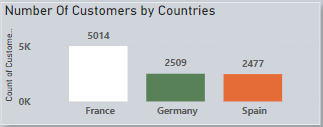 Number Of Customers by Countries
Count of Custome...
5K
0K
5014
2509
2477
France
Germany
Spain